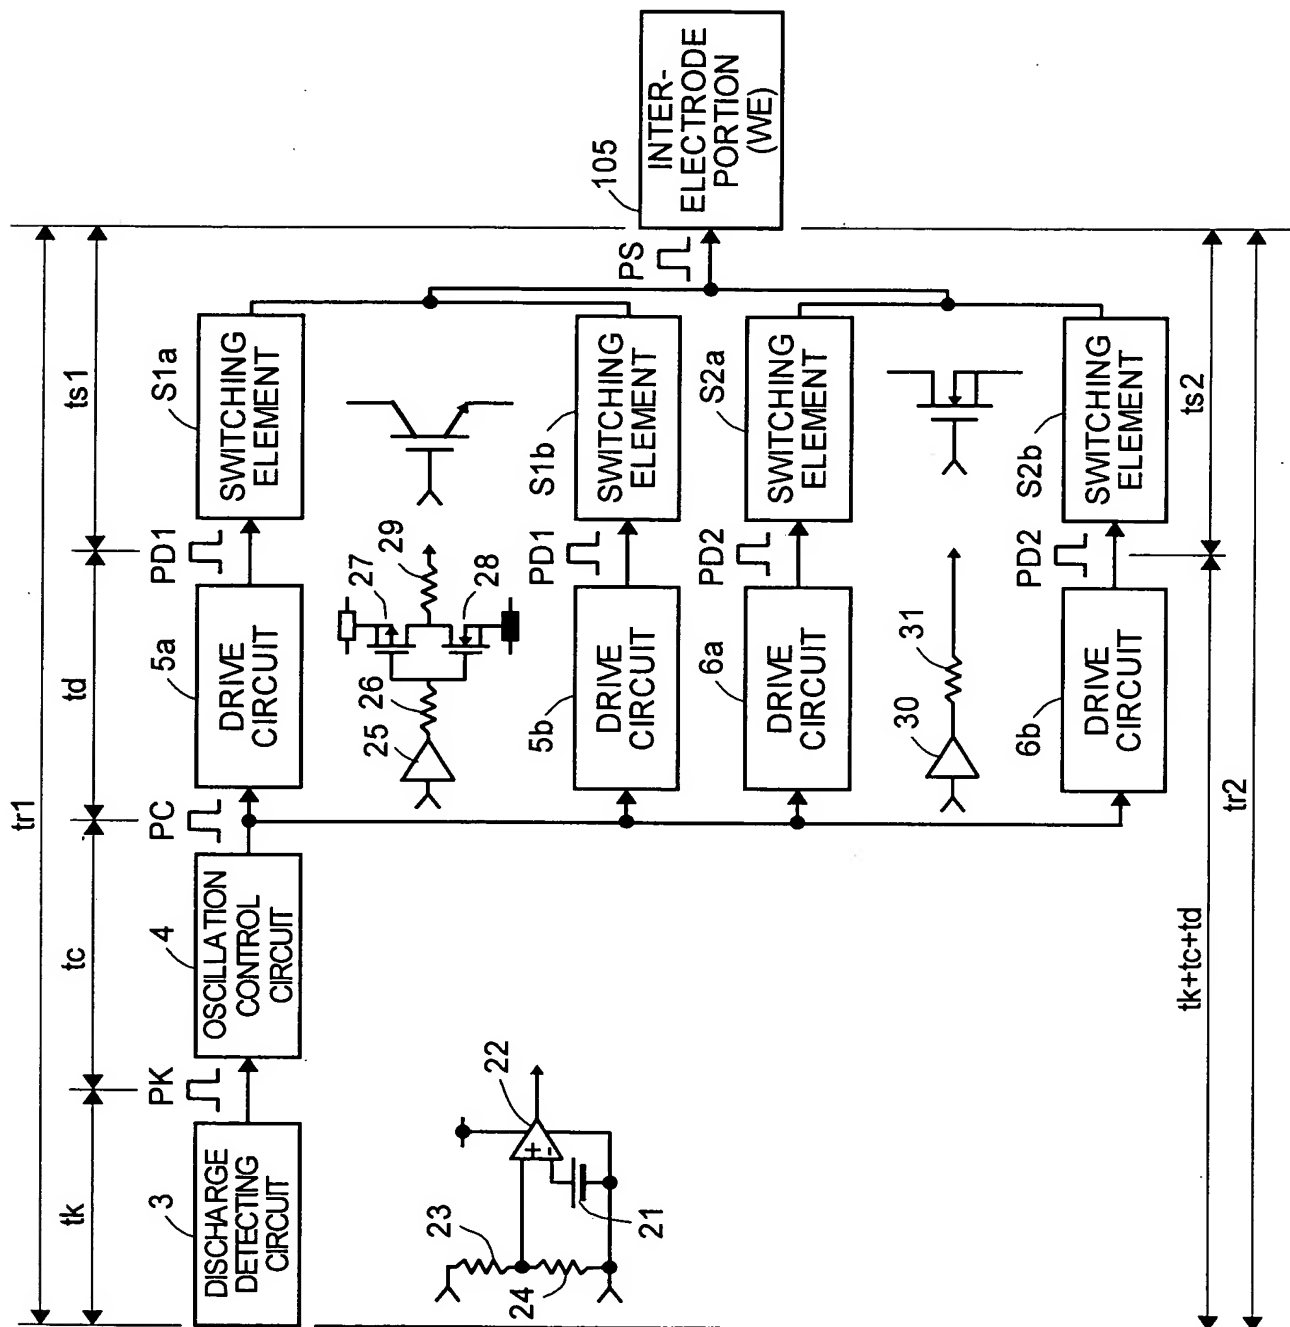 tr1
tk
tc
td
ts1
PK
PC
PD1
3
DISCHARGE
DETECTING
CIRCUIT
4
OSCILLATION
CONTROL
CIRCUIT
5a
DRIVE
CIRCUIT
S1a
SWITCHING
ELEMENT
23
24
21
22
+
-
25
26
27
28
29
5b
DRIVE
CIRCUIT
PD1
S1b
SWITCHING
ELEMENT
PS
105
INTER-
ELECTRODE
PORTION
(WE)
6a
DRIVE
CIRCUIT
PD2
S2a
SWITCHING
ELEMENT
30
31
6b
DRIVE
CIRCUIT
PD2
S2b
SWITCHING
ELEMENT
tk+tc+td
ts2
tr2